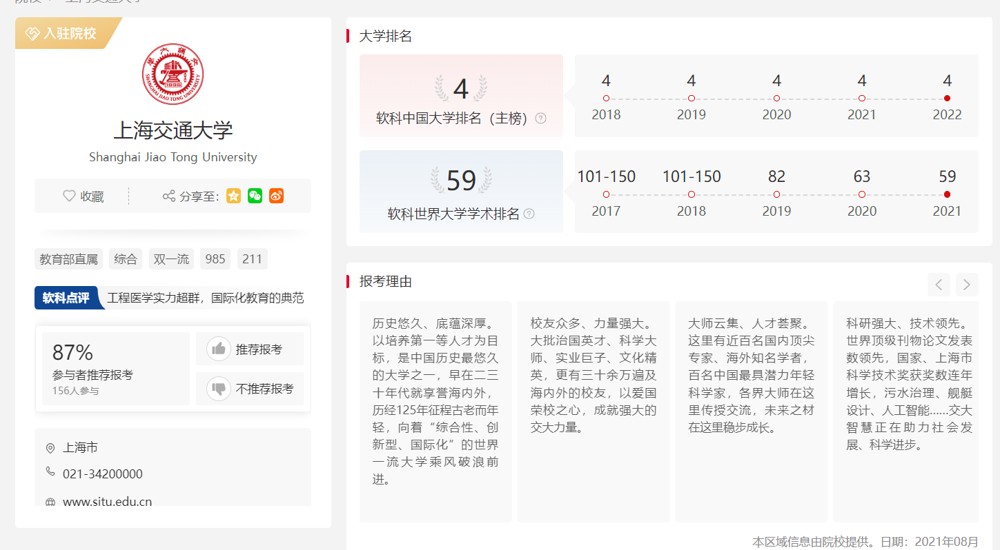 入驻院校
SHANGHAI JIAO TONG UNIVERSITY
1896
上海交通大学
Shanghai Jiao Tong University
收藏
分享至：
教育部直属 综合 双一流 985 211
软科点评 工程医学实力超群，国际化教育的典范
87%
参与者推荐报考
156人参与
推荐报考
不推荐报考
上海市
021-34200000
www.sjtu.edu.cn
大学排名
4
软科中国大学排名（主榜） ?
4 4 4 4 4
2018 2019 2020 2021 2022
59
软科世界大学学术排名 ?
101-150 101-150 82 63 59
2017 2018 2019 2020 2021
报考理由
历史悠久、底蕴深厚。
以培养第一等人才为目
标，是中国历史最悠久
的大学之一，早在二三
十年代就享誉海内外，
历经125年征程古老而年
轻，向着“综合性、创
新型、国际化”的世界
一流大学乘风破浪前
进。
校友众多、力量强大。
大批治国英才、科学大
师、实业巨子、文化精
英，更有三十余万遍及
海内外的校友，以爱国
荣校之心，成就强大的
交大力量。
大师云集、人才荟聚。
这里有近百名国内顶尖
专家、海外知名学者，
百名中国最具潜力年轻
科学家，各界大师在这
里传授交流，未来之材
在这里稳步成长。
科研强大、技术领先。
世界顶级刊物论文发表
数领先，国家、上海市
科学技术奖获奖数连年
增长，污水治理、舰艇
设计、人工智能......交大
智慧正在助力社会发
展、科学进步。
本区域信息由院校提供。日期：2021年08月